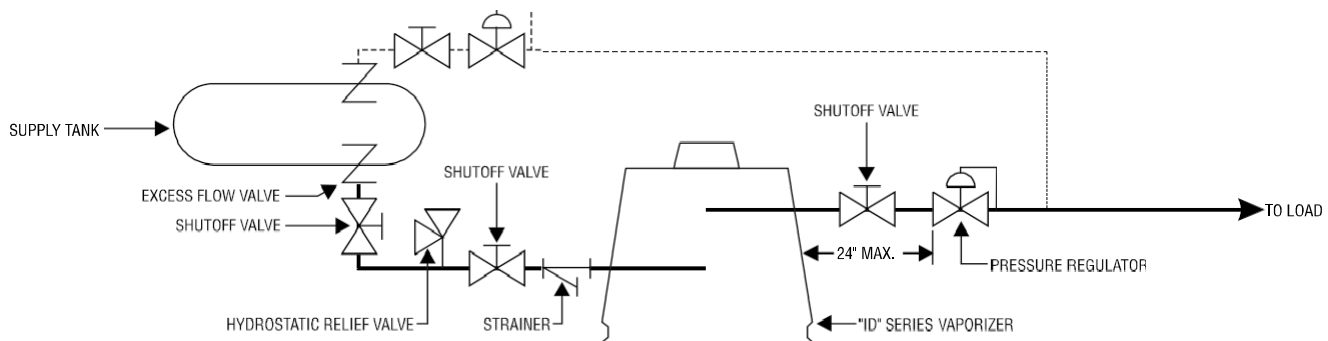 SHUTOFF VALVE
SUPPLY TANK
SHUTOFF VALVE
EXCESS FLOW VALVE
SHUTOFF VALVE
TO LOAD
24" MAX.
PRESSURE REGULATOR
HYDROSTATIC RELIEF VALVE
STRAINER
"ID" SERIES VAPORIZER